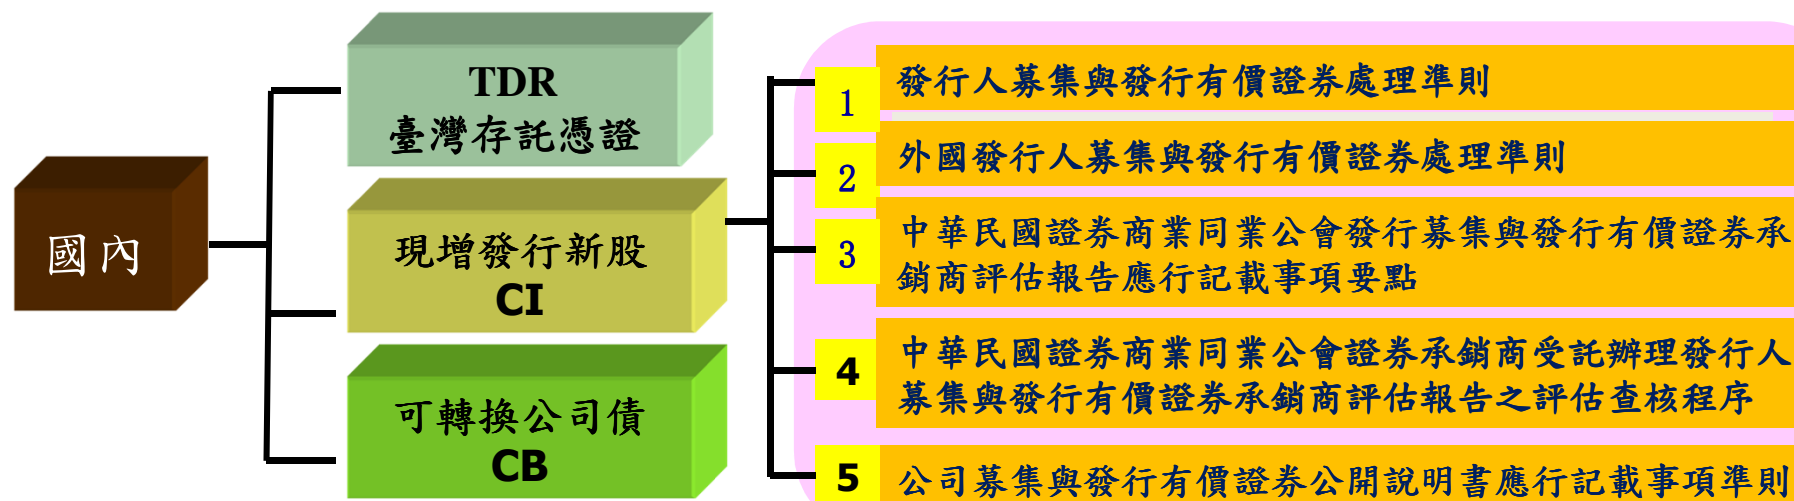 國內
TDR
臺灣存託憑證
現增發行新股
CI
可轉換公司債
CB
1
發行人募集與發行有價證券處理準則
2
外國發行人募集與發行有價證券處理準則
3
中華民國證券商業同業公會發行募集與發行有價證券承
銷商評估報告應行記載事項要點
4
中華民國證券商業同業公會證券承銷商受託辦理發行人
募集與發行有價證券承銷商評估報告之評估查核程序
5
公司募集與發行有價證券公開說明書應行記載事項準則